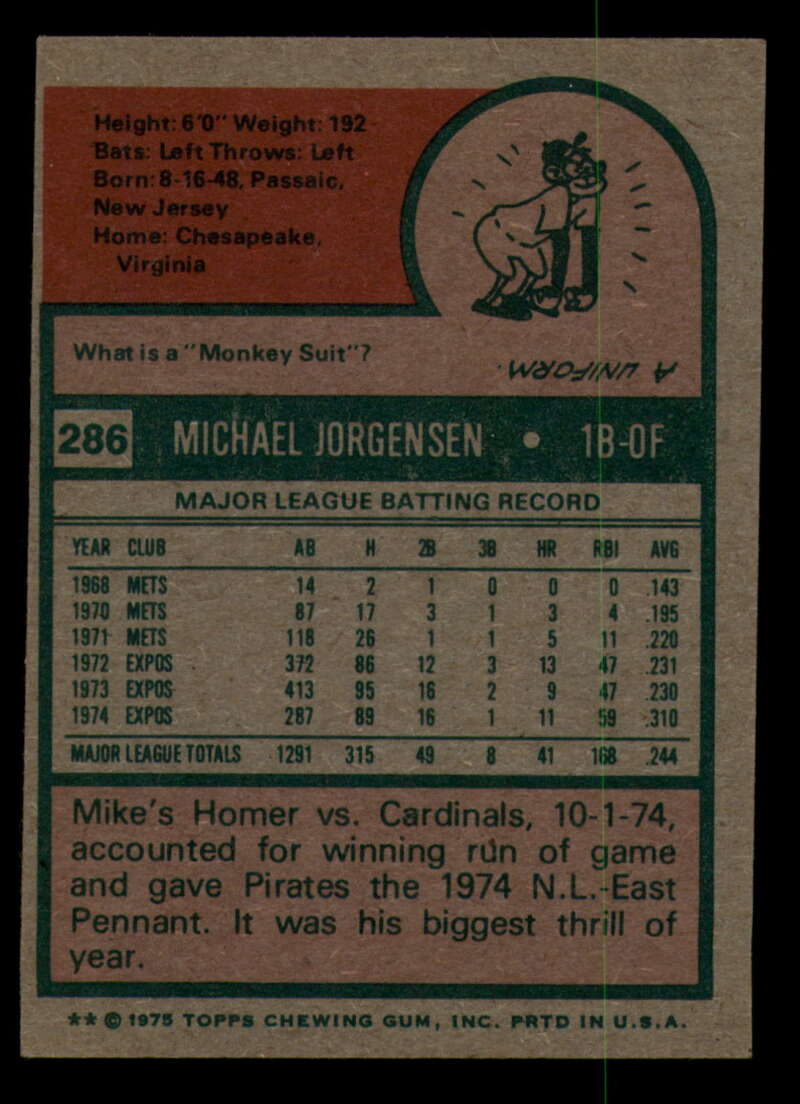 Height: 6'0" Weight: 192
Bats: Left Throws: Left
Born: 8-16-48, Passaic,
New Jersey
Home: Chesapeake,
Virginia
What is a "Monkey Suit"?
A UNIFORM.
286 MICHAEL JORGENSEN • 1B-OF
MAJOR LEAGUE BATTING RECORD
YEAR CLUB AB H 2B 3B HR RBI AVG
1968 METS 14 2 1 0 0 0 .143
1970 METS 87 17 3 1 3 4 .195
1971 METS 118 26 1 1 5 11 .220
1972 EXPOS 372 86 12 3 13 47 .231
1973 EXPOS 413 95 16 2 9 47 .230
1974 EXPOS 287 89 16 1 11 59 .310
MAJOR LEAGUE TOTALS 1291 315 49 8 41 168 .244
Mike's Homer vs. Cardinals, 10-1-74,
accounted for winning run of game
and gave Pirates the 1974 N.L.-East
Pennant. It was his biggest thrill of
year.
** © 1975 TOPPS CHEWING GUM, INC. PRTD IN U.S.A.